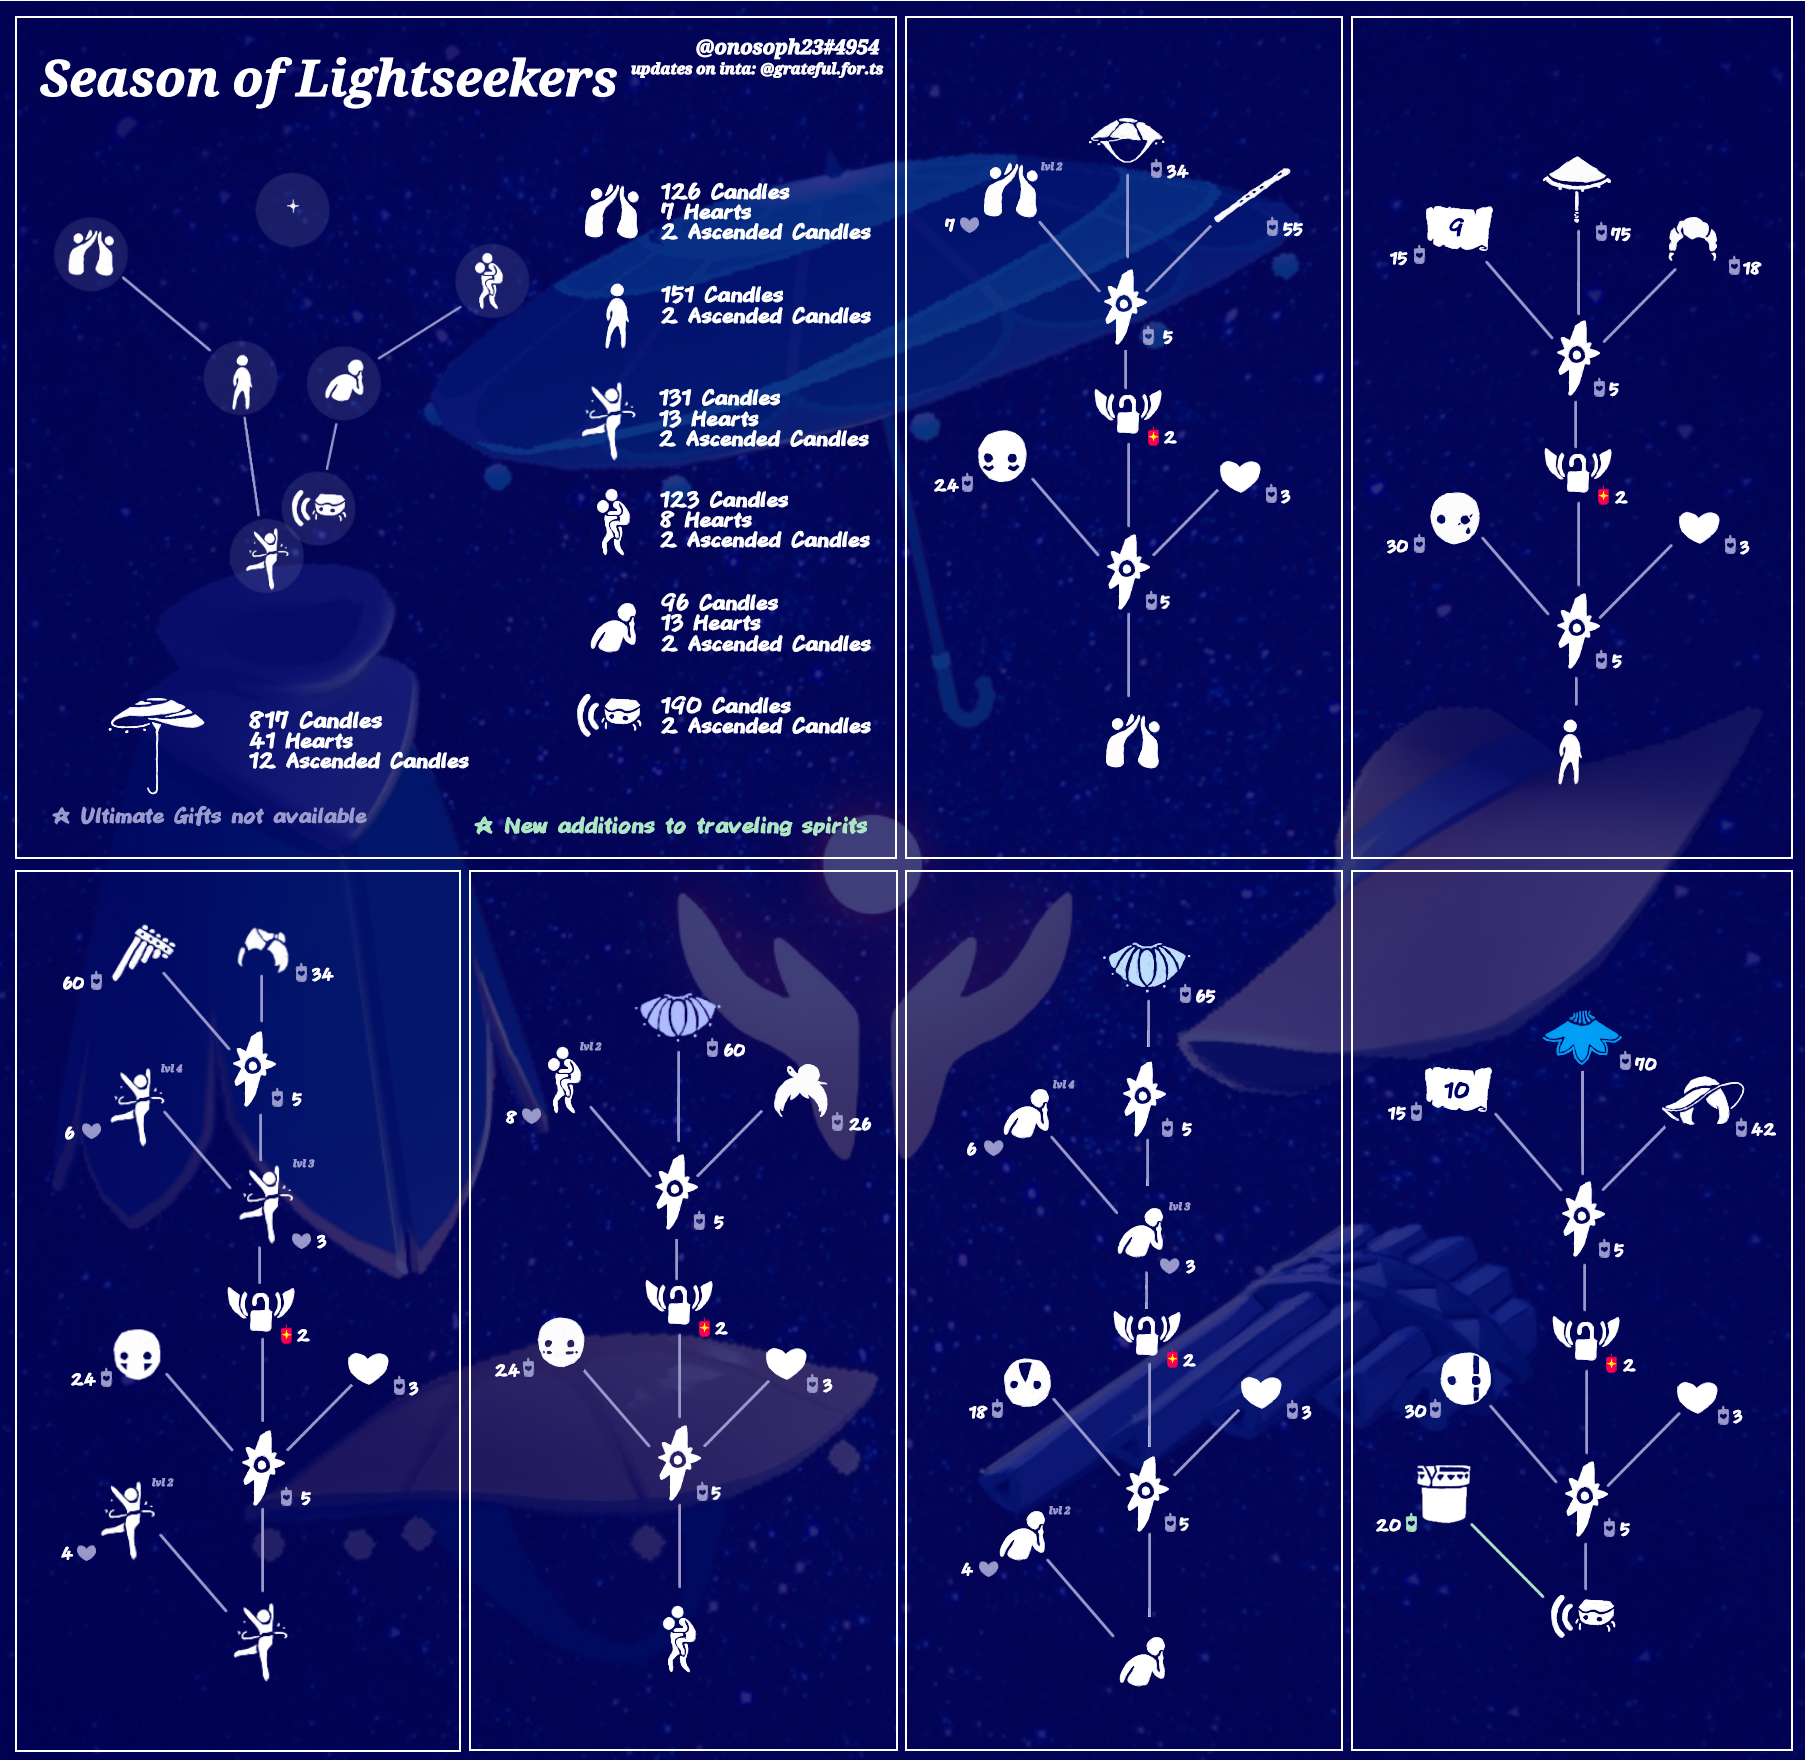 Season of Lightseekers
@onosoph23#4954
updates on inta: @grateful.for.ts
126 Candles
7 Hearts
2 Ascended Candles
151 Candles
2 Ascended Candles
131 Candles
13 Hearts
2 Ascended Candles
123 Candles
8 Hearts
2 Ascended Candles
96 Candles
13 Hearts
2 Ascended Candles
190 Candles
2 Ascended Candles
817 Candles
41 Hearts
12 Ascended Candles
☆ Ultimate Gifts not available
☆ New additions to traveling spirits
lvl 2
34
7
55
5
2
24
3
5
9
15
75
18
5
2
30
3
5
60
34
5
lvl 4
6
lvl 3
3
2
24
3
5
lvl 2
4
60
lvl 2
8
26
5
2
24
3
5
65
5
lvl 4
6
lvl 3
3
2
18
3
5
lvl 2
4
70
10
15
42
5
2
30
3
20
5